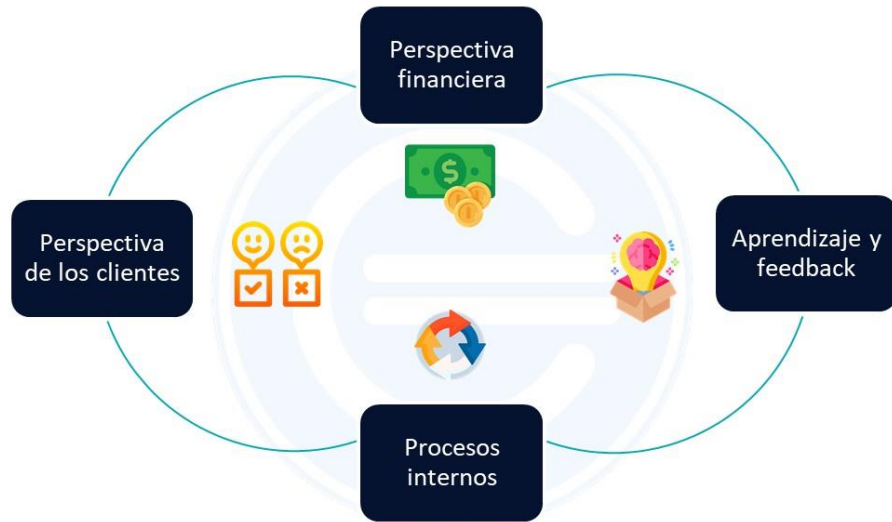 Perspectiva
financiera
Perspectiva
de los clientes
Aprendizaje y
feedback
Procesos
internos